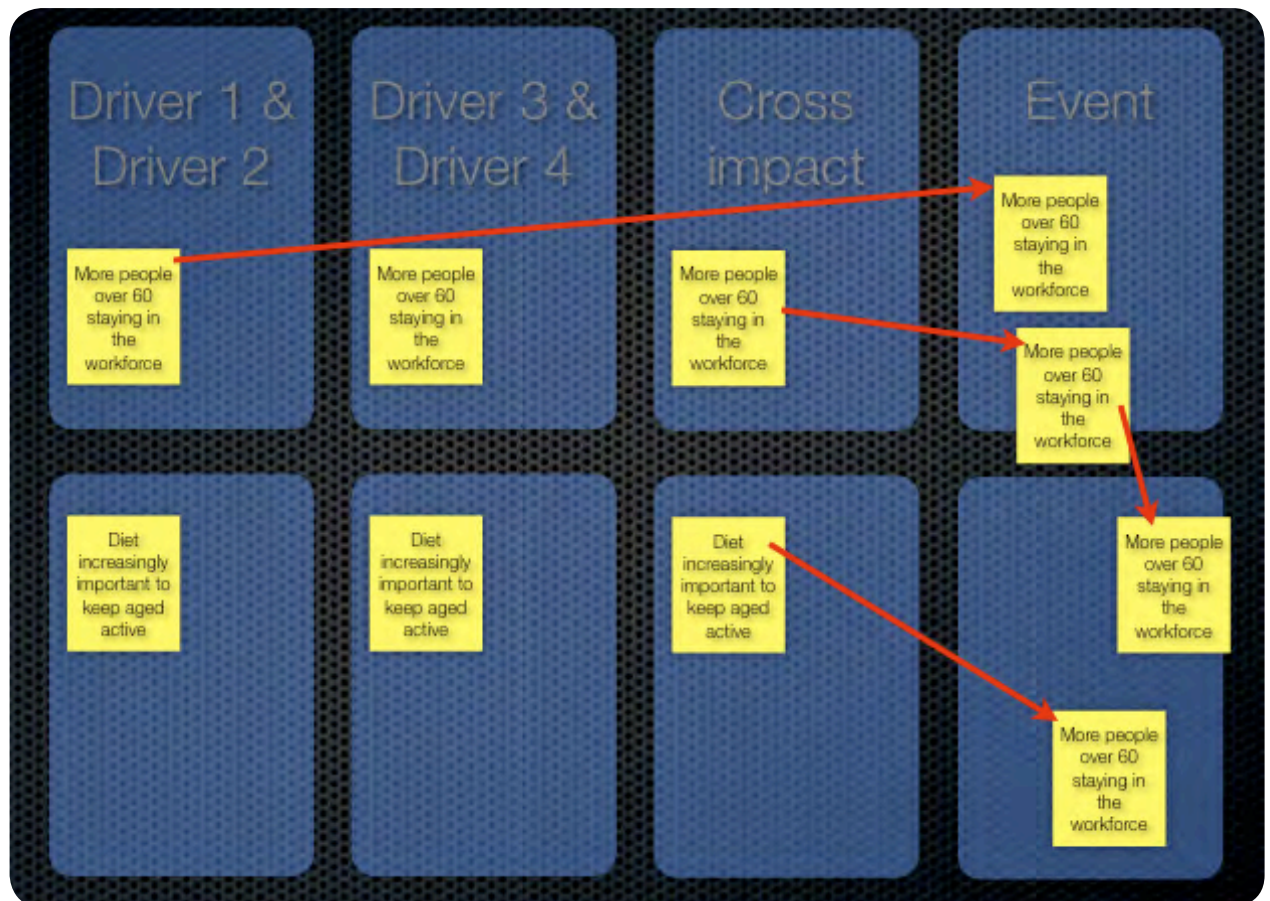 Driver 1 &
Driver 2
Driver 3 &
Driver 4
Cross
impact
Event
More people
over 60
staying in
the
workforce
More people
over 60
staying in
the
workforce
More people
over 60
staying in
the
workforce
More people
over 60
staying in
the
workforce
More people
over 60
staying in
the
workforce
Diet
increasingly
important to
keep aged
active
Diet
increasingly
important to
keep aged
active
Diet
increasingly
important to
keep aged
active
More people
over 60
staying in
the
workforce
More people
over 60
staying in
the
workforce